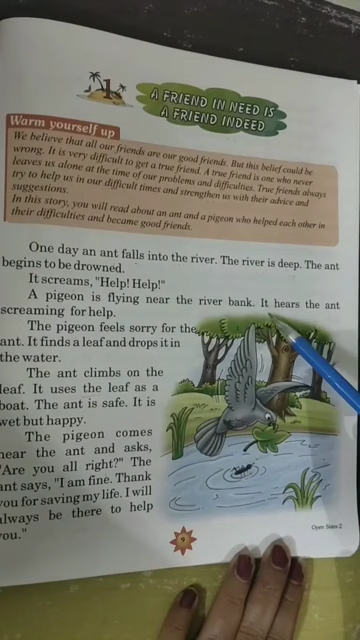 1
A FRIEND IN NEED IS
A FRIEND INDEED
Warm yourself up
We believe that all our friends are our good friends. But this belief could be
wrong. It is very difficult to get a true friend. A true friend is one who never
leaves us alone at the time of our problems and difficulties. True friends always
try to help us in our difficult times and strengthen us with their advice and
suggestions.
In this story, you will read about an ant and a pigeon who helped each other in
their difficulties and became good friends.
One day an ant falls into the river. The river is deep. The ant
begins to be drowned.
It screams, "Help! Help!"
A pigeon is flying near the river bank. It hears the ant
screaming for help.
The pigeon feels sorry for the
ant. It finds a leaf and drops it in
the water.
The ant climbs on the
leaf. It uses the leaf as a
boat. The ant is safe. It is
wet but happy.
The pigeon comes
near the ant and asks,
"Are you all right?" The
ant says, "I am fine. Thank
you for saving my life. I will
always be there to help
you."
9